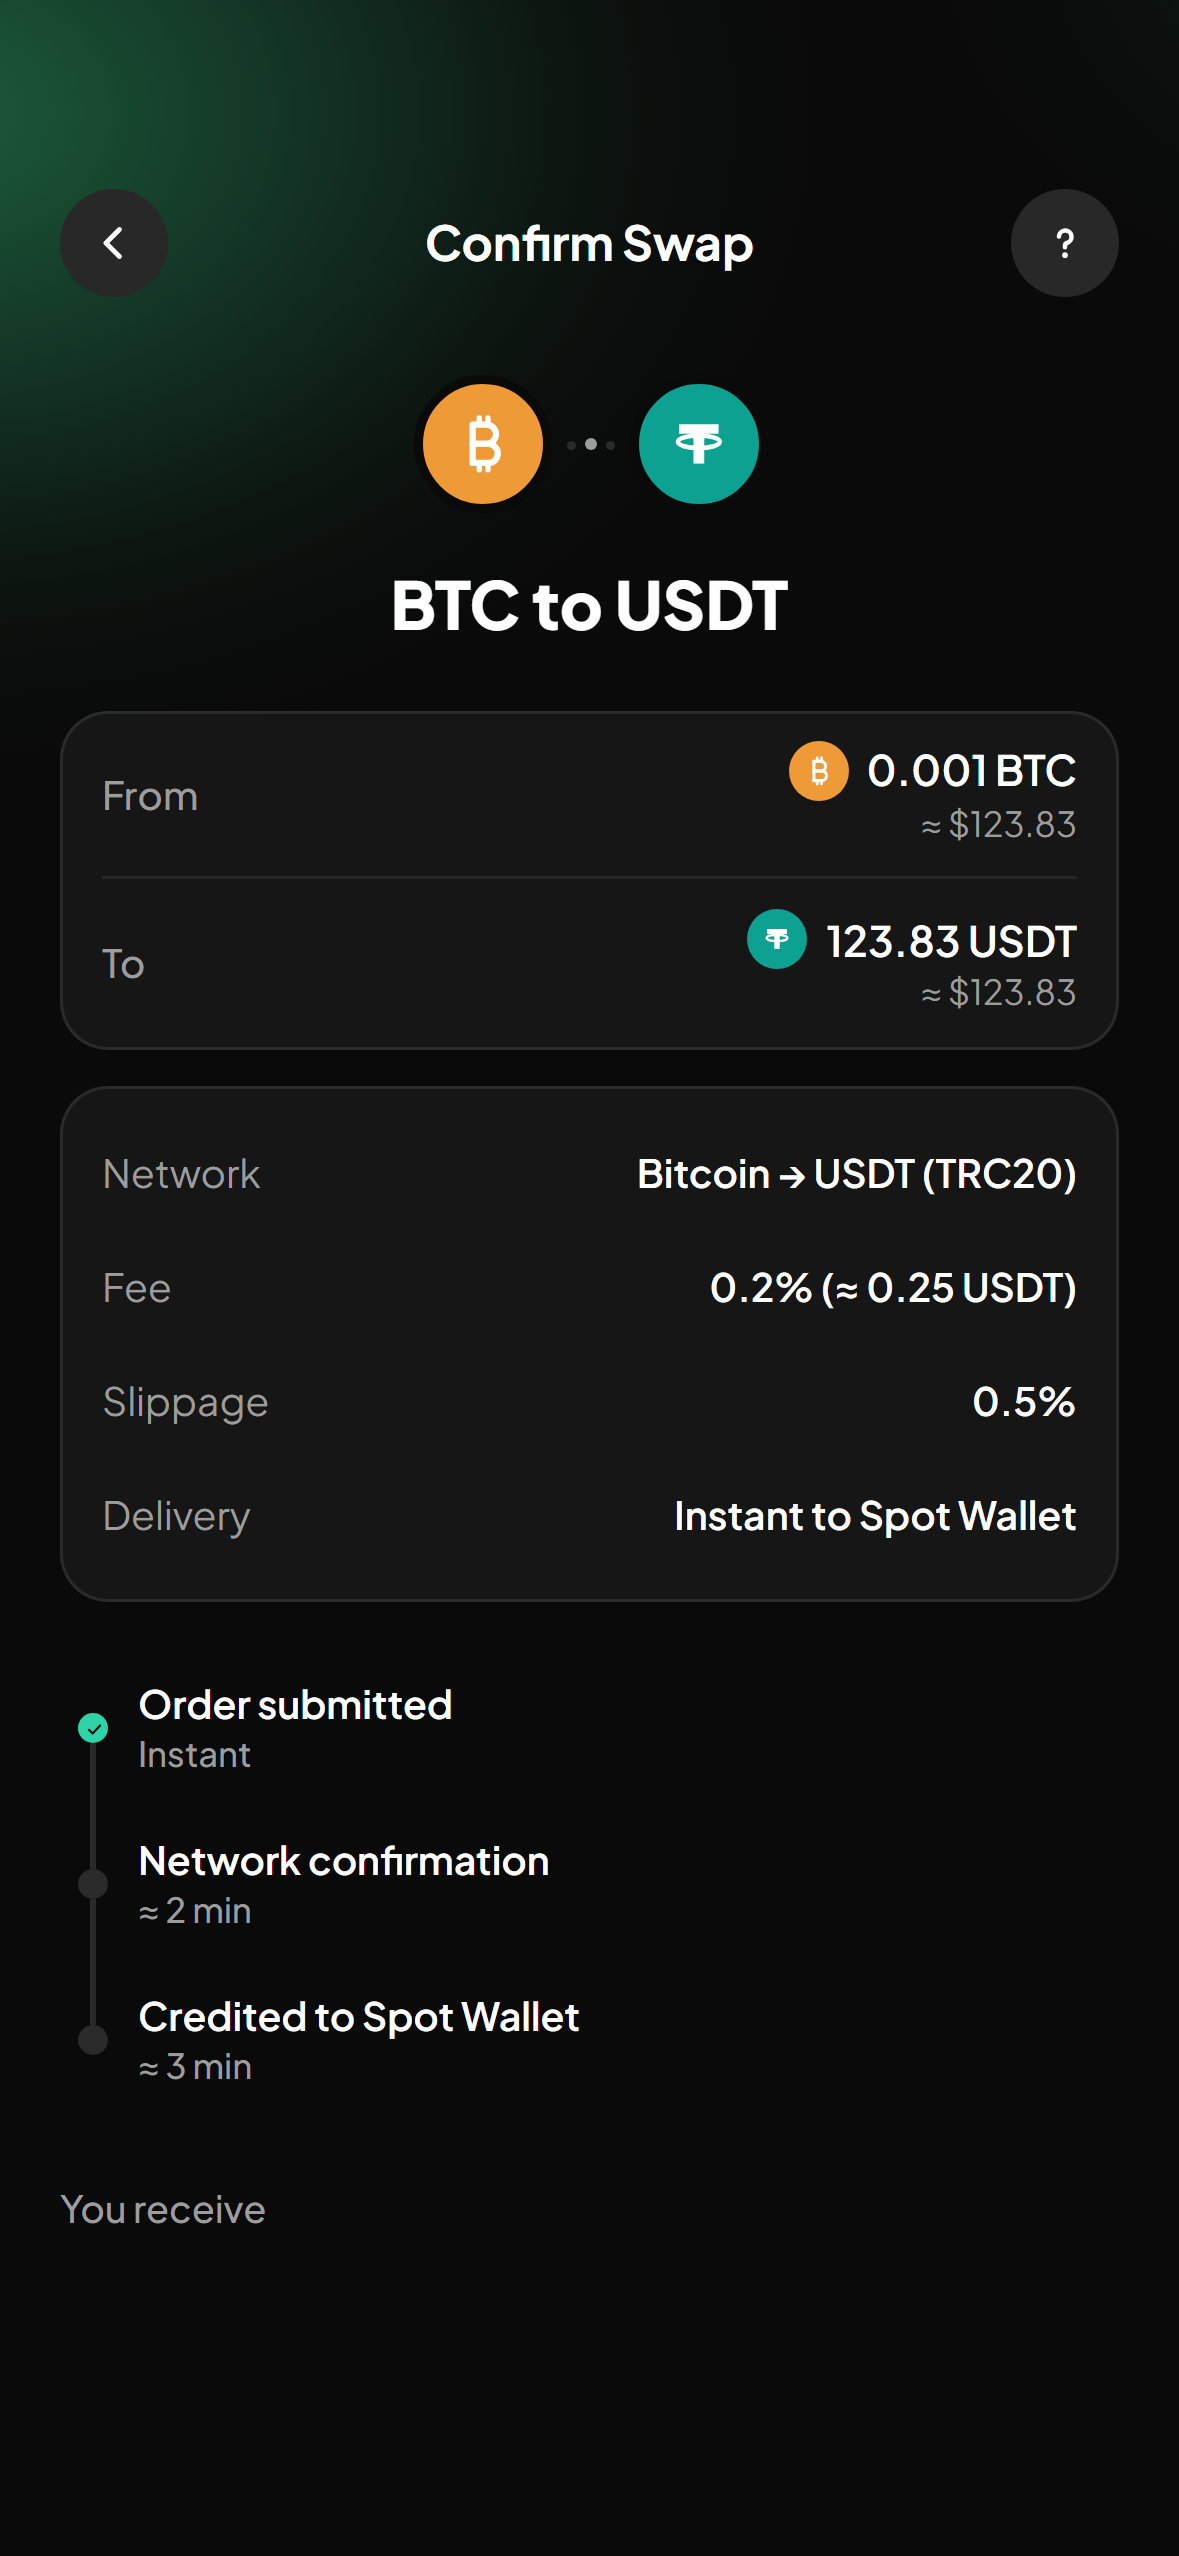 Confirm Swap
?
BTC to USDT
From
0.001 BTC
≈ $123.83
To
123.83 USDT
≈ $123.83
Network
Bitcoin → USDT (TRC20)
Fee
0.2% (≈ 0.25 USDT)
Slippage
0.5%
Delivery
Instant to Spot Wallet
Order submitted
Instant
Network confirmation
≈ 2 min
Credited to Spot Wallet
≈ 3 min
You receive